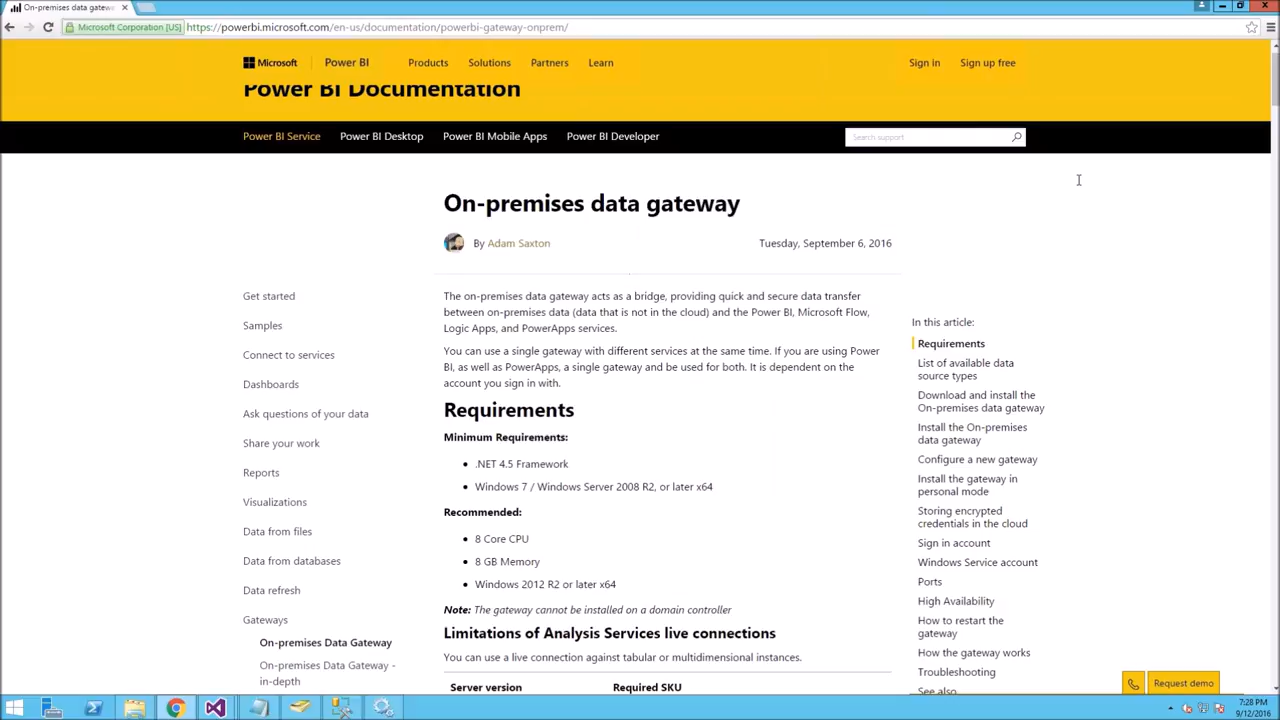 On-premises data gatew
Microsoft Corporation [US]
https://powerbi.microsoft.com/en-us/documentation/powerbi-gateway-onprem/
Microsoft
Power BI
Products
Solutions
Partners
Learn
Sign in
Sign up free
Power BI Documentation
Power BI Service
Power BI Desktop
Power BI Mobile Apps
Power BI Developer
Search support
On-premises data gateway
By Adam Saxton
Tuesday, September 6, 2016
Get started
Samples
Connect to services
Dashboards
Ask questions of your data
Share your work
Reports
Visualizations
Data from files
Data from databases
Data refresh
Gateways
On-premises Data Gateway
On-premises Data Gateway -
in-depth
The on-premises data gateway acts as a bridge, providing quick and secure data transfer
between on-premises data (data that is not in the cloud) and the Power BI, Microsoft Flow,
Logic Apps, and PowerApps services.
You can use a single gateway with different services at the same time. If you are using Power
BI, as well as PowerApps, a single gateway and be used for both. It is dependent on the
account you sign in with.
Requirements
Minimum Requirements:
.NET 4.5 Framework
Windows 7 / Windows Server 2008 R2, or later x64
Recommended:
8 Core CPU
8 GB Memory
Windows 2012 R2 or later x64
Note: The gateway cannot be installed on a domain controller
Limitations of Analysis Services live connections
You can use a live connection against tabular or multidimensional instances.
Server version
Required SKU
In this article:
Requirements
List of available data
source types
Download and install the
On-premises data gateway
Install the On-premises
data gateway
Configure a new gateway
Install the gateway in
personal mode
Storing encrypted
credentials in the cloud
Sign in account
Windows Service account
Ports
High Availability
How to restart the
gateway
How the gateway works
Troubleshooting
See also
Request demo
7:28 PM
9/12/2016